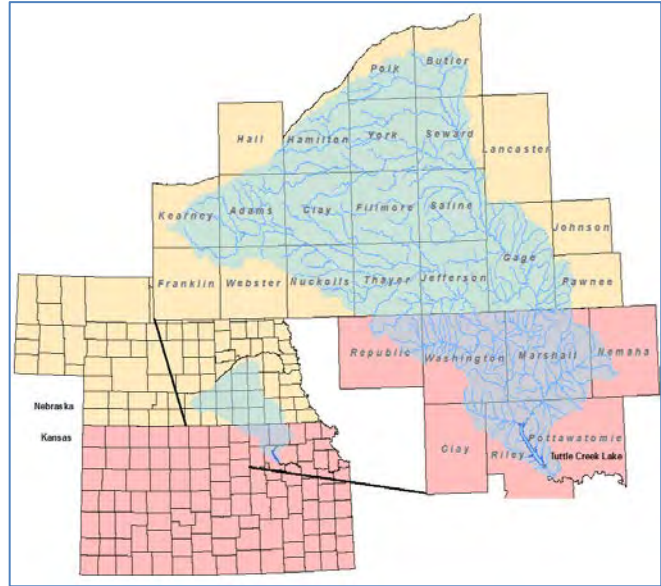 Polk Butler
Hall Hamilton York Seward Lancaster
Kearney Adams Clay Fillmore Saline Johnson
Gage
Franklin Webster Nuckolls Thayer Jefferson Pawnee
Republic Washington Marshall Nemaha
Nebraska
Kansas
Clay Riley Pottawatomie
Tuttle Creek Lake